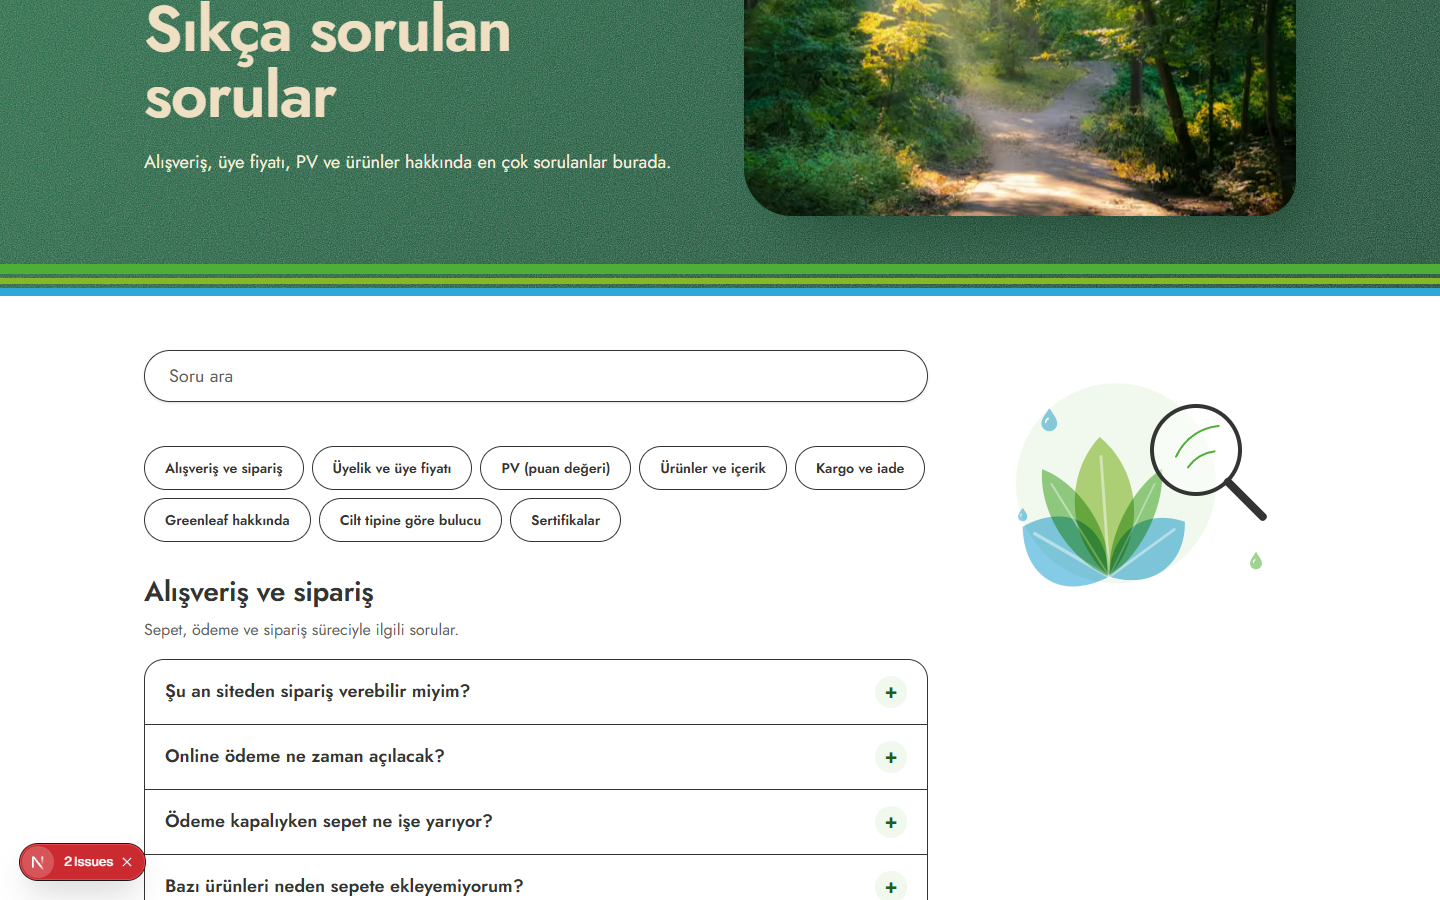 Sıkça sorulan
sorular
Alışveriş, üye fiyatı, PV ve ürünler hakkında en çok sorulanlar burada.
Soru ara
Alışveriş ve sipariş
Üyelik ve üye fiyatı
PV (puan değeri)
Ürünler ve içerik
Kargo ve iade
Greenleaf hakkında
Cilt tipine göre bulucu
Sertifikalar
Alışveriş ve sipariş
Sepet, ödeme ve sipariş süreciyle ilgili sorular.
Şu an siteden sipariş verebilir miyim?
Online ödeme ne zaman açılacak?
Ödeme kapalıyken sepet ne işe yarıyor?
Bazı ürünleri neden sepete ekleyemiyorum?
N 2 Issues